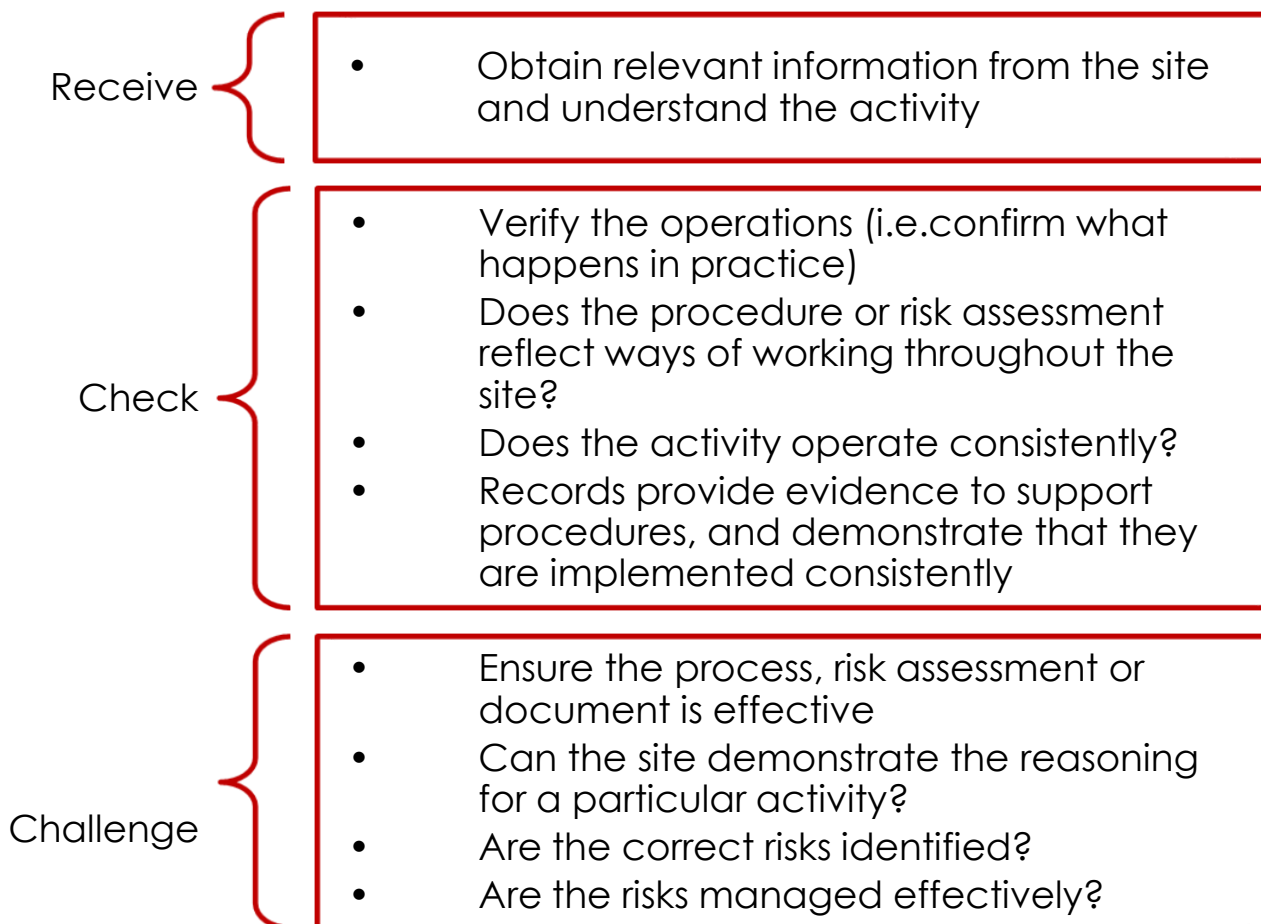 Receive
• Obtain relevant information from the site
and understand the activity
Check
• Verify the operations (i.e.confirm what
happens in practice)
• Does the procedure or risk assessment
reflect ways of working throughout the
site?
• Does the activity operate consistently?
• Records provide evidence to support
procedures, and demonstrate that they
are implemented consistently
Challenge
• Ensure the process, risk assessment or
document is effective
• Can the site demonstrate the reasoning
for a particular activity?
• Are the correct risks identified?
• Are the risks managed effectively?